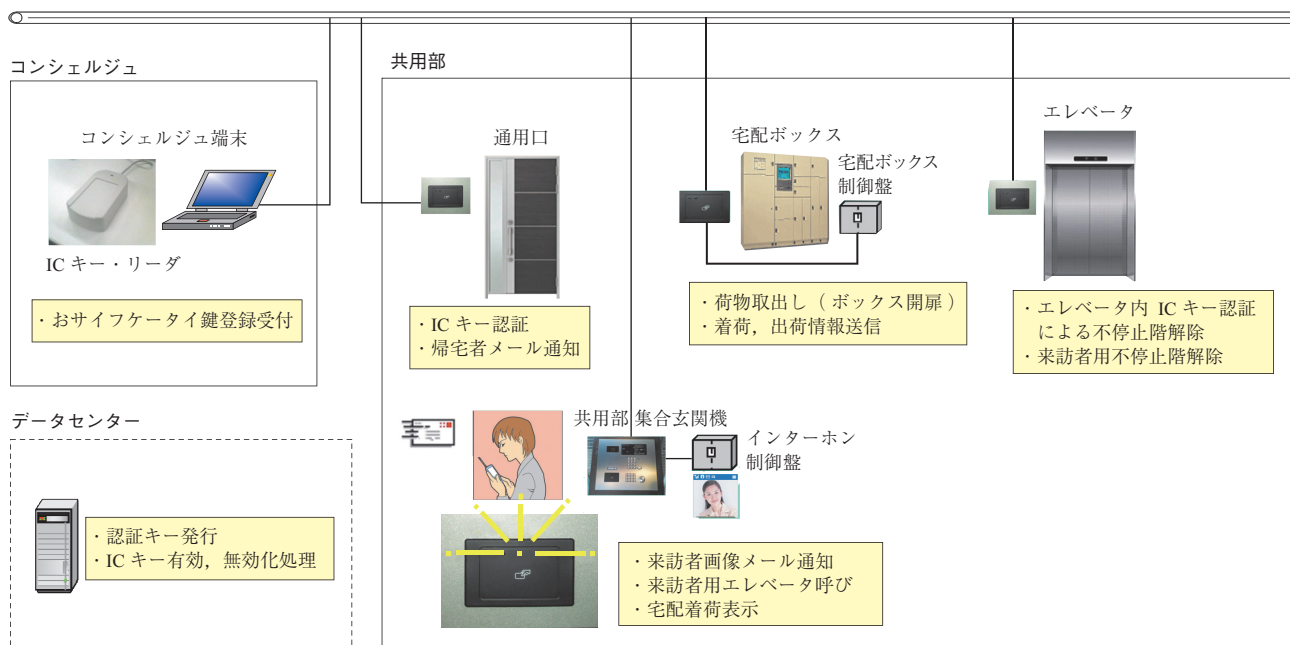 コンシェルジュ
コンシェルジュ端末
ICキー・リーダ
・おサイフケータイ鍵登録受付
データセンター
・認証キー発行
・ICキー有効，無効化処理
共用部
通用口
・ICキー認証
・帰宅者メール通知
宅配ボックス
宅配ボックス
制御盤
・荷物取出し（ボックス開扉）
・着荷，出荷情報送信
エレベータ
・エレベータ内 ICキー認証
による不停止階解除
・来訪者用不停止階解除
共用部 集合玄関機
インターホン
制御盤
・来訪者画像メール通知
・来訪者用エレベータ呼び
・宅配着荷表示